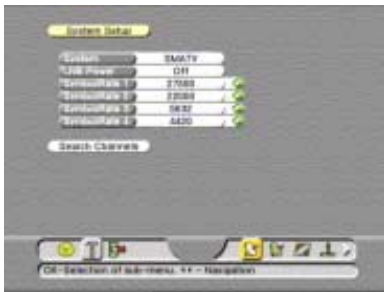 System Setup
System SMATV
LNB Power Off
SymbolRate 1 27500
SymbolRate 2 22000
SymbolRate 3 5632
SymbolRate 4 4420
Search Channels
OK-Selection of sub-menu, - Navigation